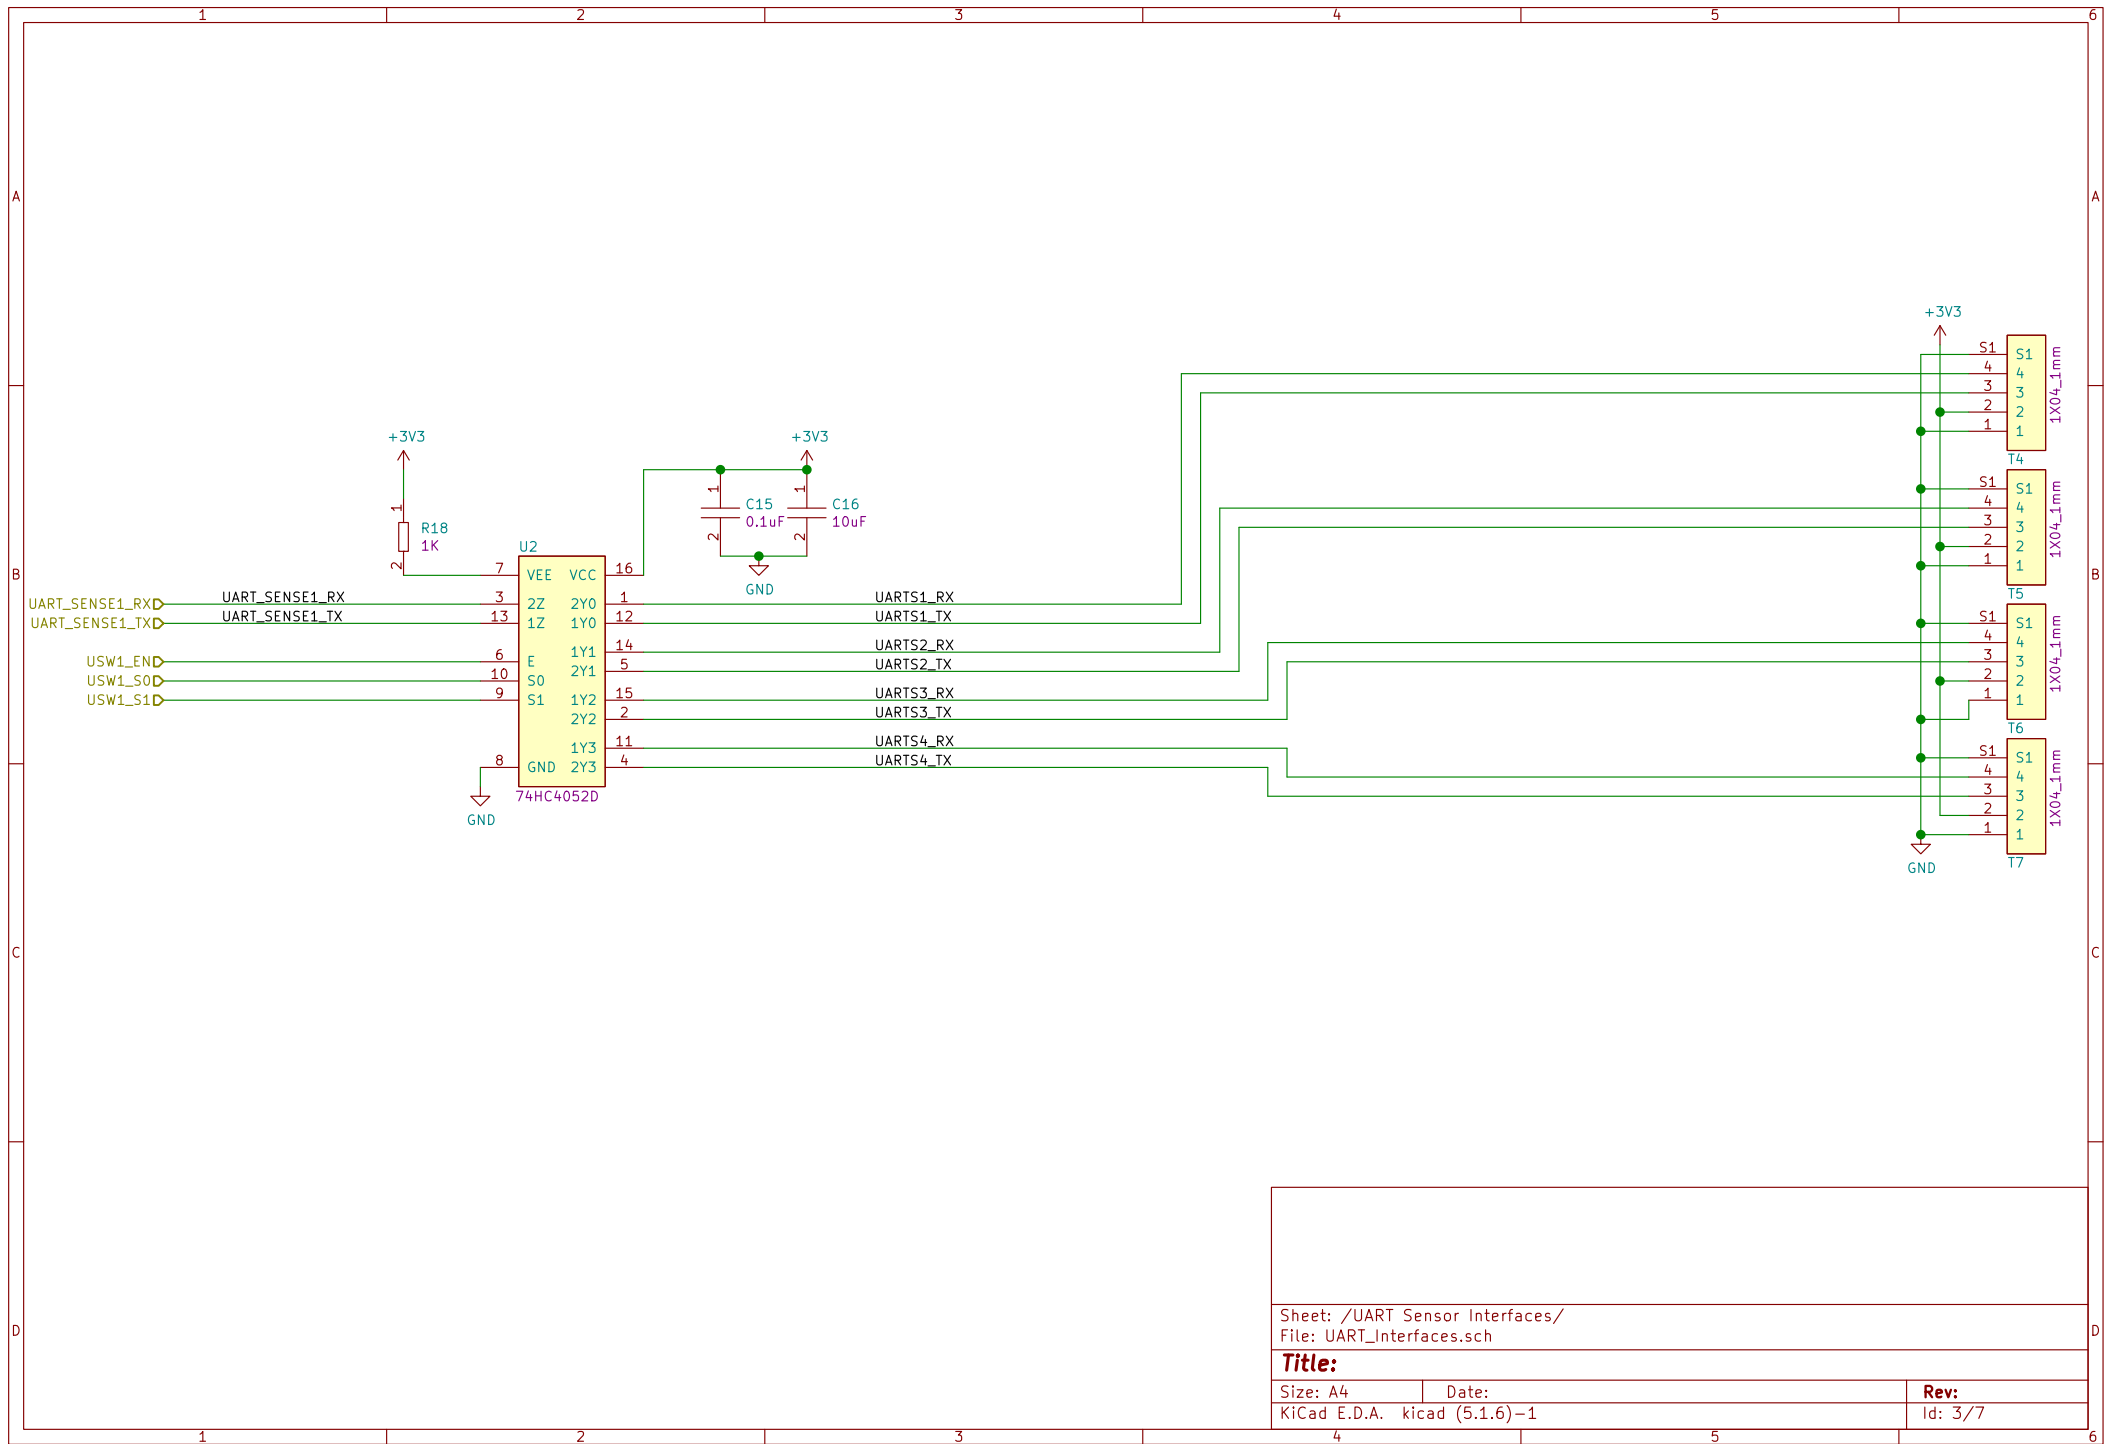 1 2 3 4 5 6
A A
+3V3
S1 S1
4 4
3 3
2 2
1 1
1X04_1mm
T4
+3V3
+3V3
1
R18
1K
2
1
C15
0.1uF
2
1
C16
10uF
2
GND
S1 S1
4 4
3 3
2 2
1 1
1X04_1mm
T5
B B
U2
7 VEE VCC 16
UART_SENSE1_RX UART_SENSE1_RX 3 2Z 2Y0 1 UARTS1_RX
UART_SENSE1_TX UART_SENSE1_TX 13 1Z 1Y0 12 UARTS1_TX
1Y1 14 UARTS2_RX
USW1_EN 6 E
2Y1 5 UARTS2_TX
USW1_S0 10 S0
USW1_S1 9 S1 1Y2 15 UARTS3_RX
2Y2 2 UARTS3_TX
1Y3 11 UARTS4_RX
8 GND 2Y3 4 UARTS4_TX
74HC4052D
GND
S1 S1
4 4
3 3
2 2
1 1
1X04_1mm
T6
S1 S1
4 4
3 3
2 2
1 1
1X04_1mm
T7
GND
C C
D D
Sheet: /UART Sensor Interfaces/
File: UART_Interfaces.sch
Title:
Size: A4 Date: Rev:
KiCad E.D.A. kicad (5.1.6)-1 Id: 3/7
1 2 3 4 5 6